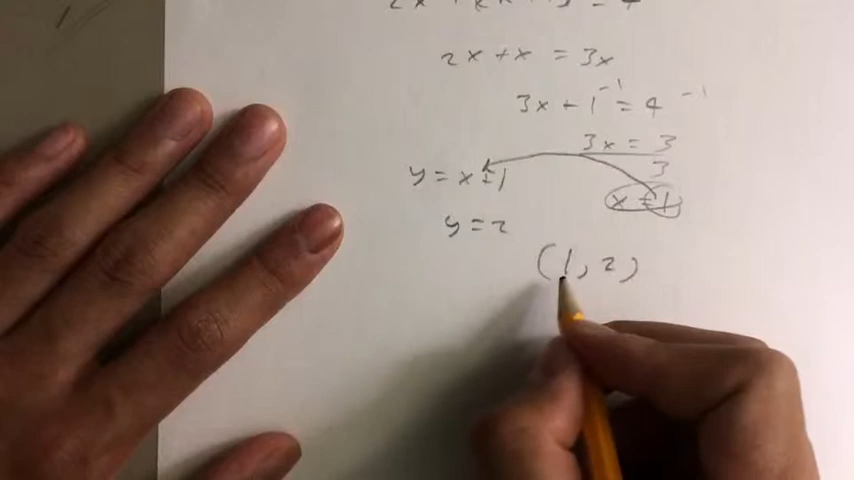 2x + x = 3x
3x + 1 ⁻¹ = 4 ⁻¹
3x = 3
3
y = x + 1
x = 1
y = 2
(1, 2)